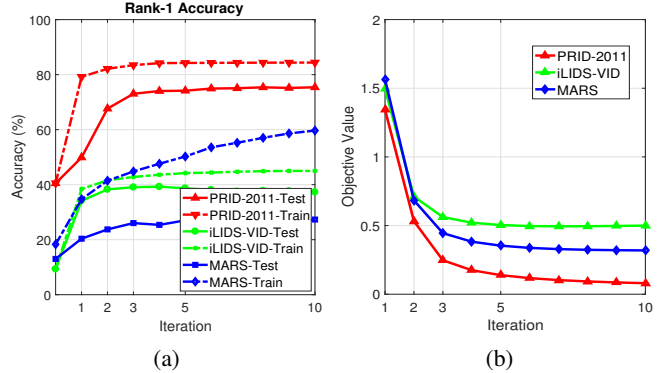 Rank-1 Accuracy
100
80
60
40
20
0
Accuracy (%)
1 2 3 5 10
Iteration
PRID-2011-Test
PRID-2011-Train
iLIDS-VID-Test
iLIDS-VID-Train
MARS-Test
MARS-Train
(a)
2
1.5
1
0.5
0
Objective Value
1 2 3 5 10
Iteration
PRID-2011
iLIDS-VID
MARS
(b)